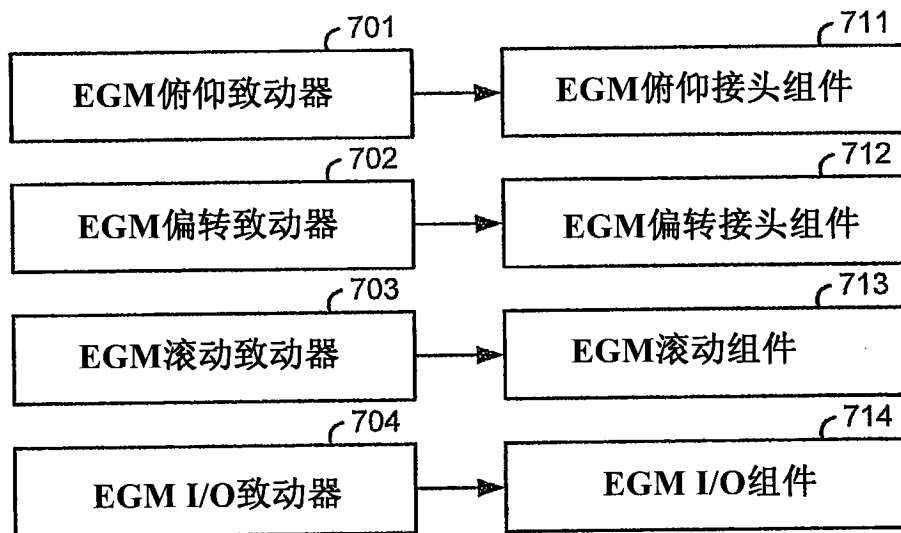 701
711
EGM俯仰致动器
EGM俯仰接头组件
702
712
EGM偏转致动器
EGM偏转接头组件
703
713
EGM滚动致动器
EGM滚动组件
704
714
EGM I/O致动器
EGM I/O组件